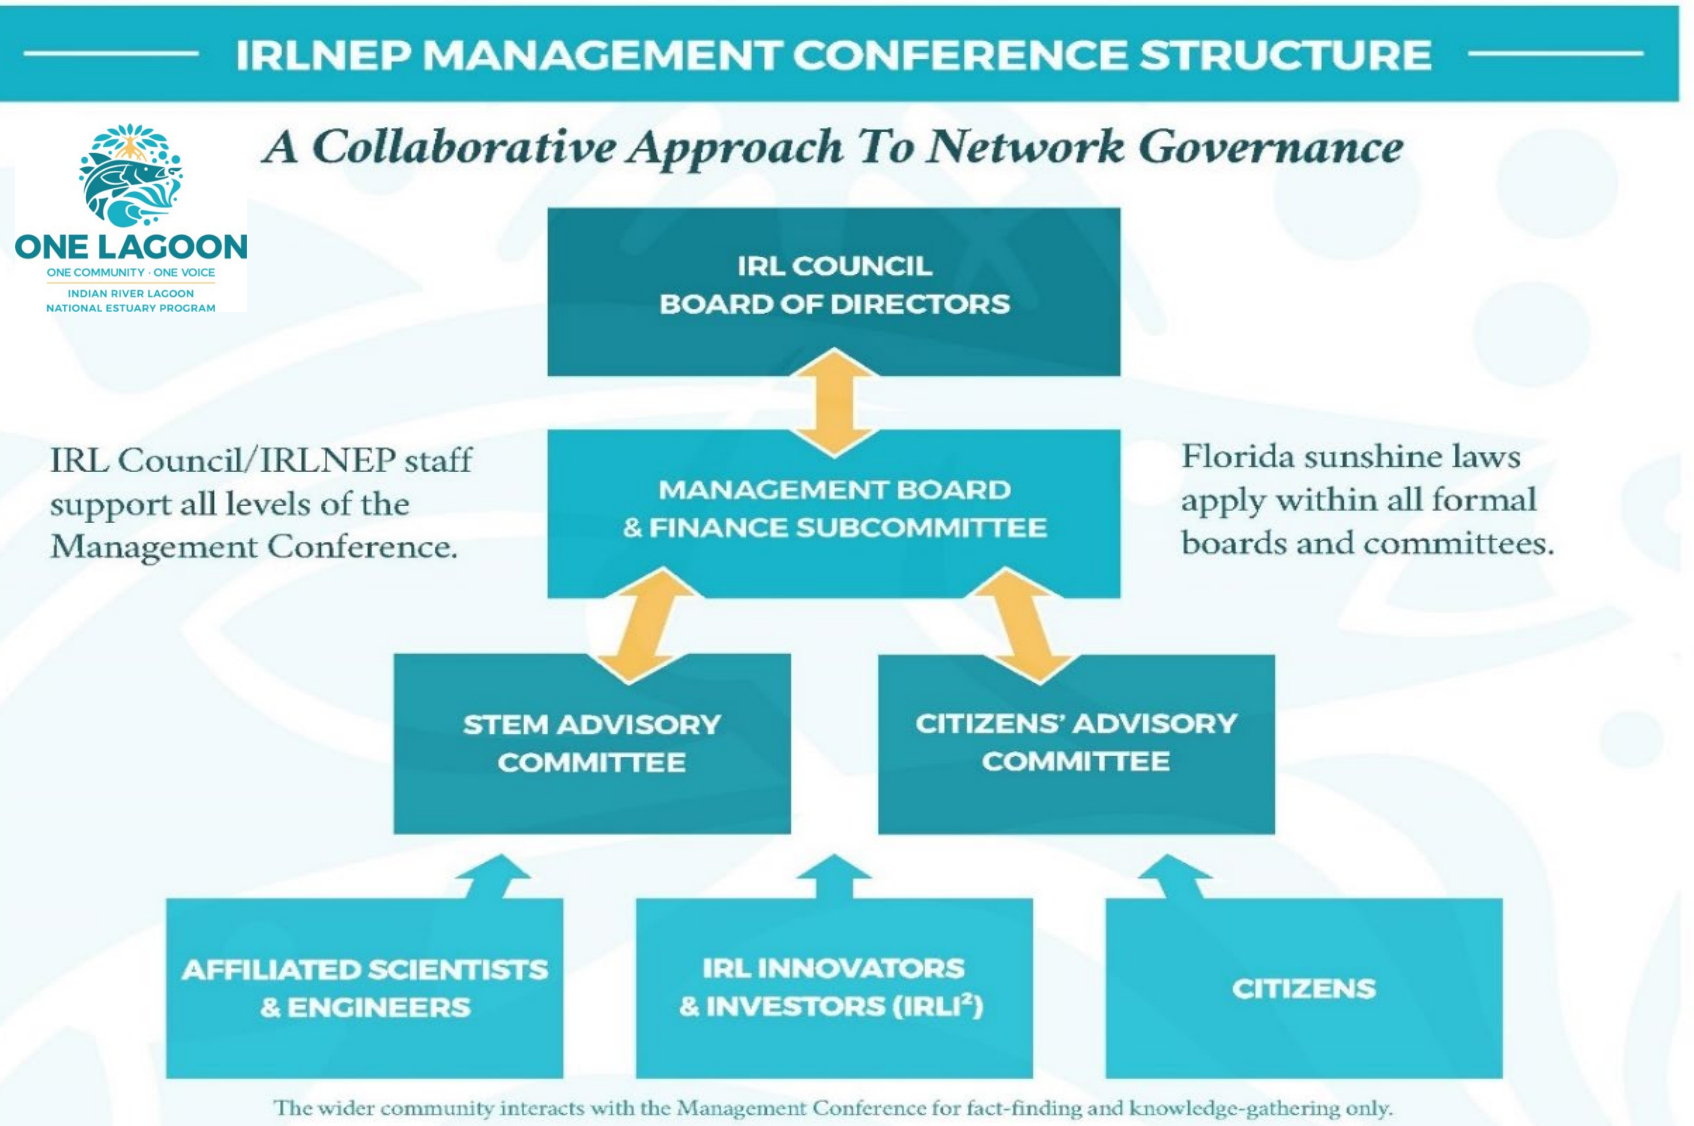 IRLNEP MANAGEMENT CONFERENCE STRUCTURE
A Collaborative Approach To Network Governance
ONE LAGOON
ONE COMMUNITY · ONE VOICE
INDIAN RIVER LAGOON
NATIONAL ESTUARY PROGRAM
IRL COUNCIL
BOARD OF DIRECTORS
IRL Council/IRLNEP staff
support all levels of the
Management Conference.
MANAGEMENT BOARD
& FINANCE SUBCOMMITTEE
Florida sunshine laws
apply within all formal
boards and committees.
STEM ADVISORY
COMMITTEE
CITIZENS’ ADVISORY
COMMITTEE
AFFILIATED SCIENTISTS
& ENGINEERS
IRL INNOVATORS
& INVESTORS (IRLI²)
CITIZENS
The wider community interacts with the Management Conference for fact-finding and knowledge-gathering only.